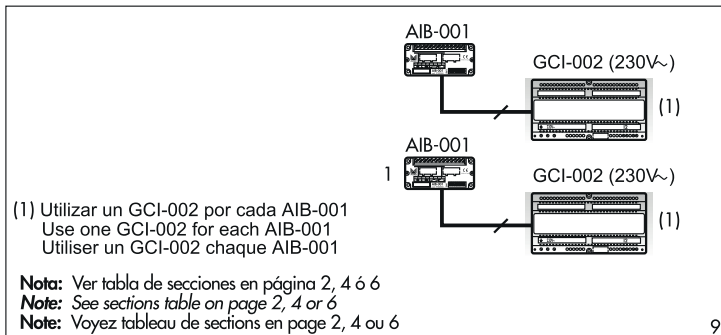 AIB-001
GCI-002 (230V~)
(1)
AIB-001
1
GCI-002 (230V~)
(1)
(1) Utilizar un GCI-002 por cada AIB-001
Use one GCI-002 for each AIB-001
Utiliser un GCI-002 chaque AIB-001
Nota: Ver tabla de secciones en página 2, 4 ó 6
Note: See sections table on page 2, 4 or 6
Note: Voyez tableau de sections en page 2, 4 ou 6
9